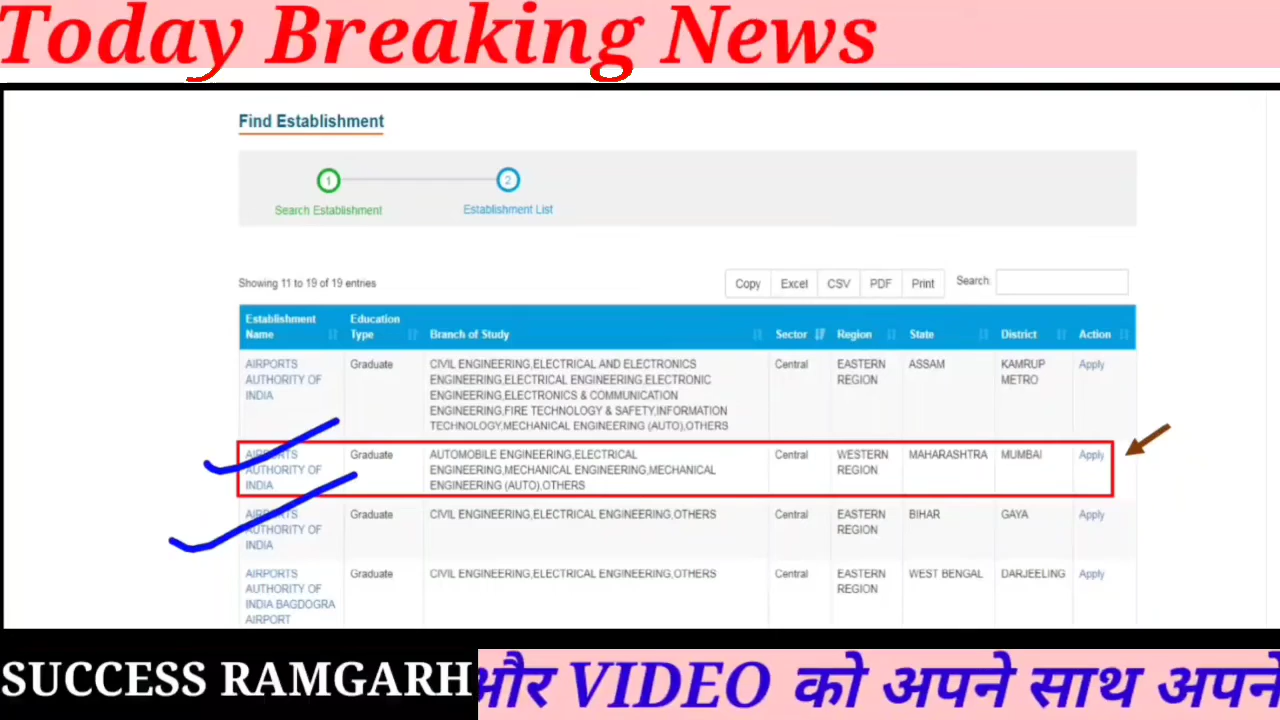 Today Breaking News
Find Establishment
1
2
Search Establishment
Establishment List
Showing 11 to 19 of 19 entries
Copy Excel CSV PDF Print Search:
Establishment Name Education Type Branch of Study Sector Region State District Action
AIRPORTS AUTHORITY OF INDIA Graduate CIVIL ENGINEERING,ELECTRICAL AND ELECTRONICS ENGINEERING,ELECTRICAL ENGINEERING,ELECTRONIC ENGINEERING,ELECTRONICS & COMMUNICATION ENGINEERING,FIRE TECHNOLOGY & SAFETY,INFORMATION TECHNOLOGY,MECHANICAL ENGINEERING (AUTO),OTHERS Central EASTERN REGION ASSAM KAMRUP METRO Apply
AIRPORTS AUTHORITY OF INDIA Graduate AUTOMOBILE ENGINEERING,ELECTRICAL ENGINEERING,MECHANICAL ENGINEERING,MECHANICAL ENGINEERING (AUTO),OTHERS Central WESTERN REGION MAHARASHTRA MUMBAI Apply
AIRPORTS AUTHORITY OF INDIA Graduate CIVIL ENGINEERING,ELECTRICAL ENGINEERING,OTHERS Central EASTERN REGION BIHAR GAYA Apply
AIRPORTS AUTHORITY OF INDIA BAGDOGRA AIRPORT Graduate CIVIL ENGINEERING,ELECTRICAL ENGINEERING,OTHERS Central EASTERN REGION WEST BENGAL DARJEELING Apply
SUCCESS RAMGARH और VIDEO को अपने साथ अपने